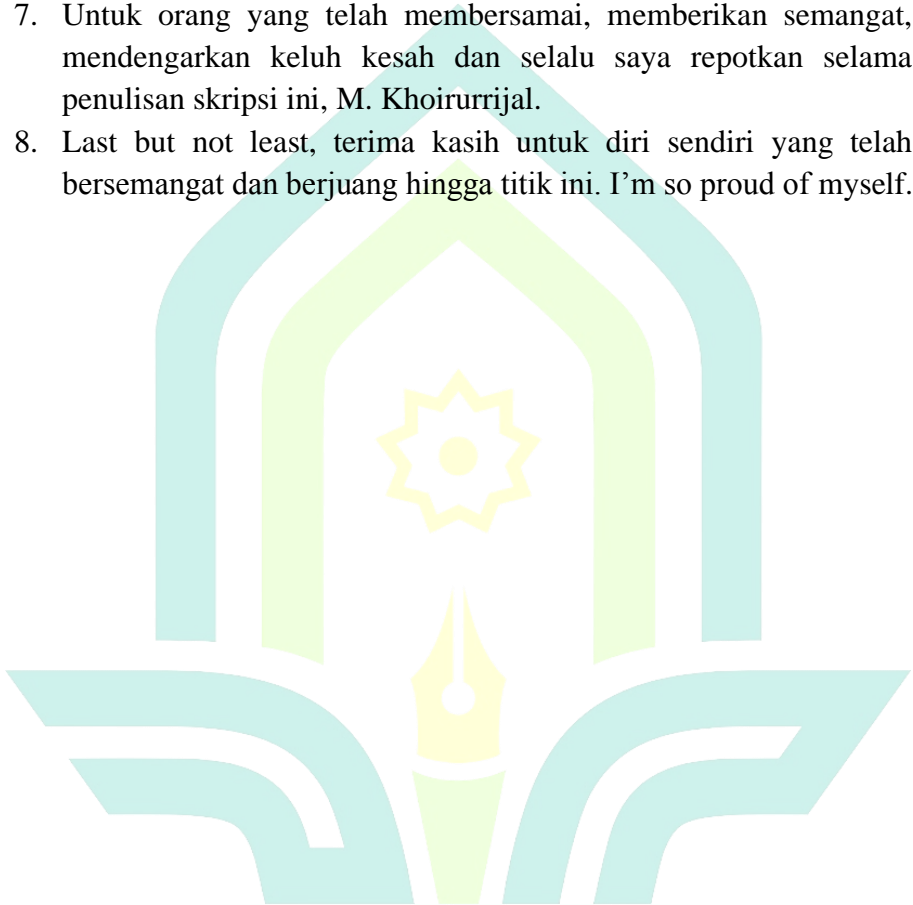 7. Untuk orang yang telah membersamai, memberikan semangat,
mendengarkan keluh kesah dan selalu saya repotkan selama
penulisan skripsi ini, M. Khoirurrijal.
8. Last but not least, terima kasih untuk diri sendiri yang telah
bersemangat dan berjuang hingga titik ini. I’m so proud of myself.